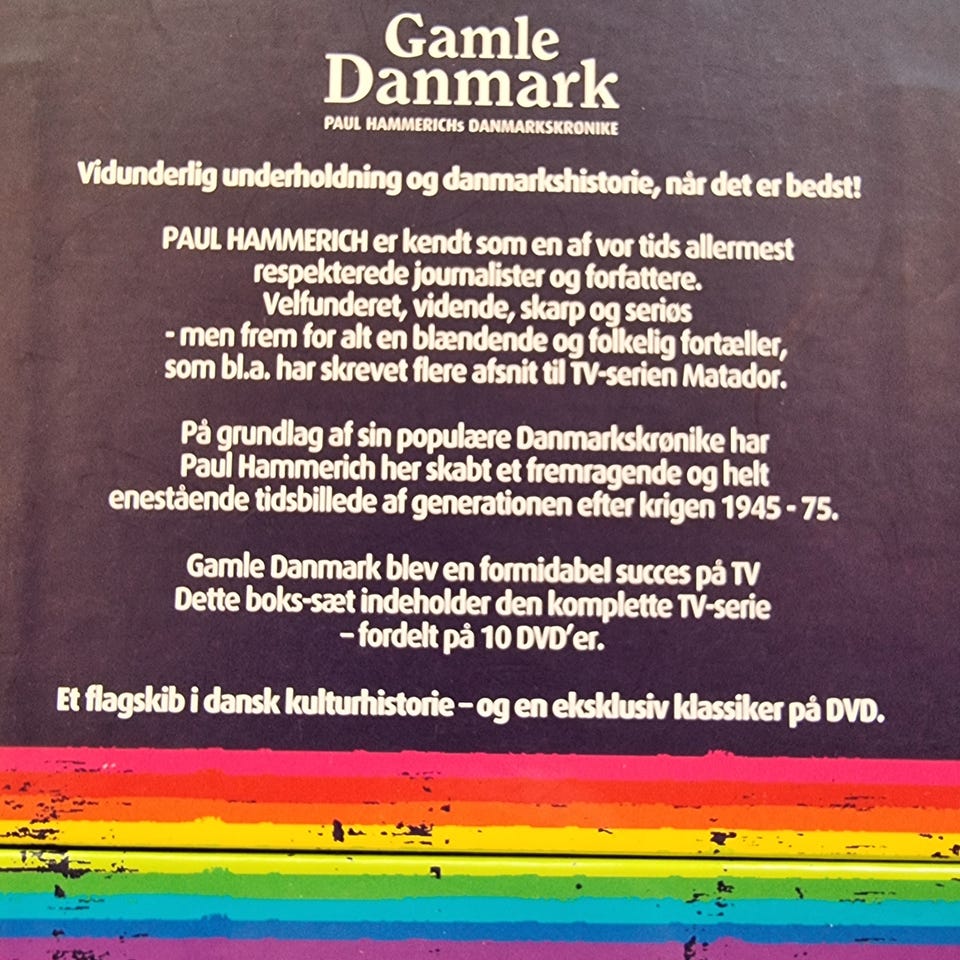 Gamle
Danmark
PAUL HAMMERICHs DANMARKSKRØNIKE
Vidunderlig underholdning og danmarkshistorie, når det er bedst!
PAUL HAMMERICH er kendt som en af vor tids allermest
respekterede journalister og forfattere.
Velfunderet, vidende, skarp og seriøs
- men frem for alt en blændende og folkelig fortæller,
som bl.a. har skrevet flere afsnit til TV-serien Matador.
På grundlag af sin populære Danmarkskrønike har
Paul Hammerich her skabt et fremragende og helt
enestående tidsbillede af generationen efter krigen 1945 - 75.
Gamle Danmark blev en formidabel succes på TV
Dette boks-sæt indeholder den komplette TV-serie
– fordelt på 10 DVD'er.
Et flagskib i dansk kulturhistorie – og en eksklusiv klassiker på DVD.